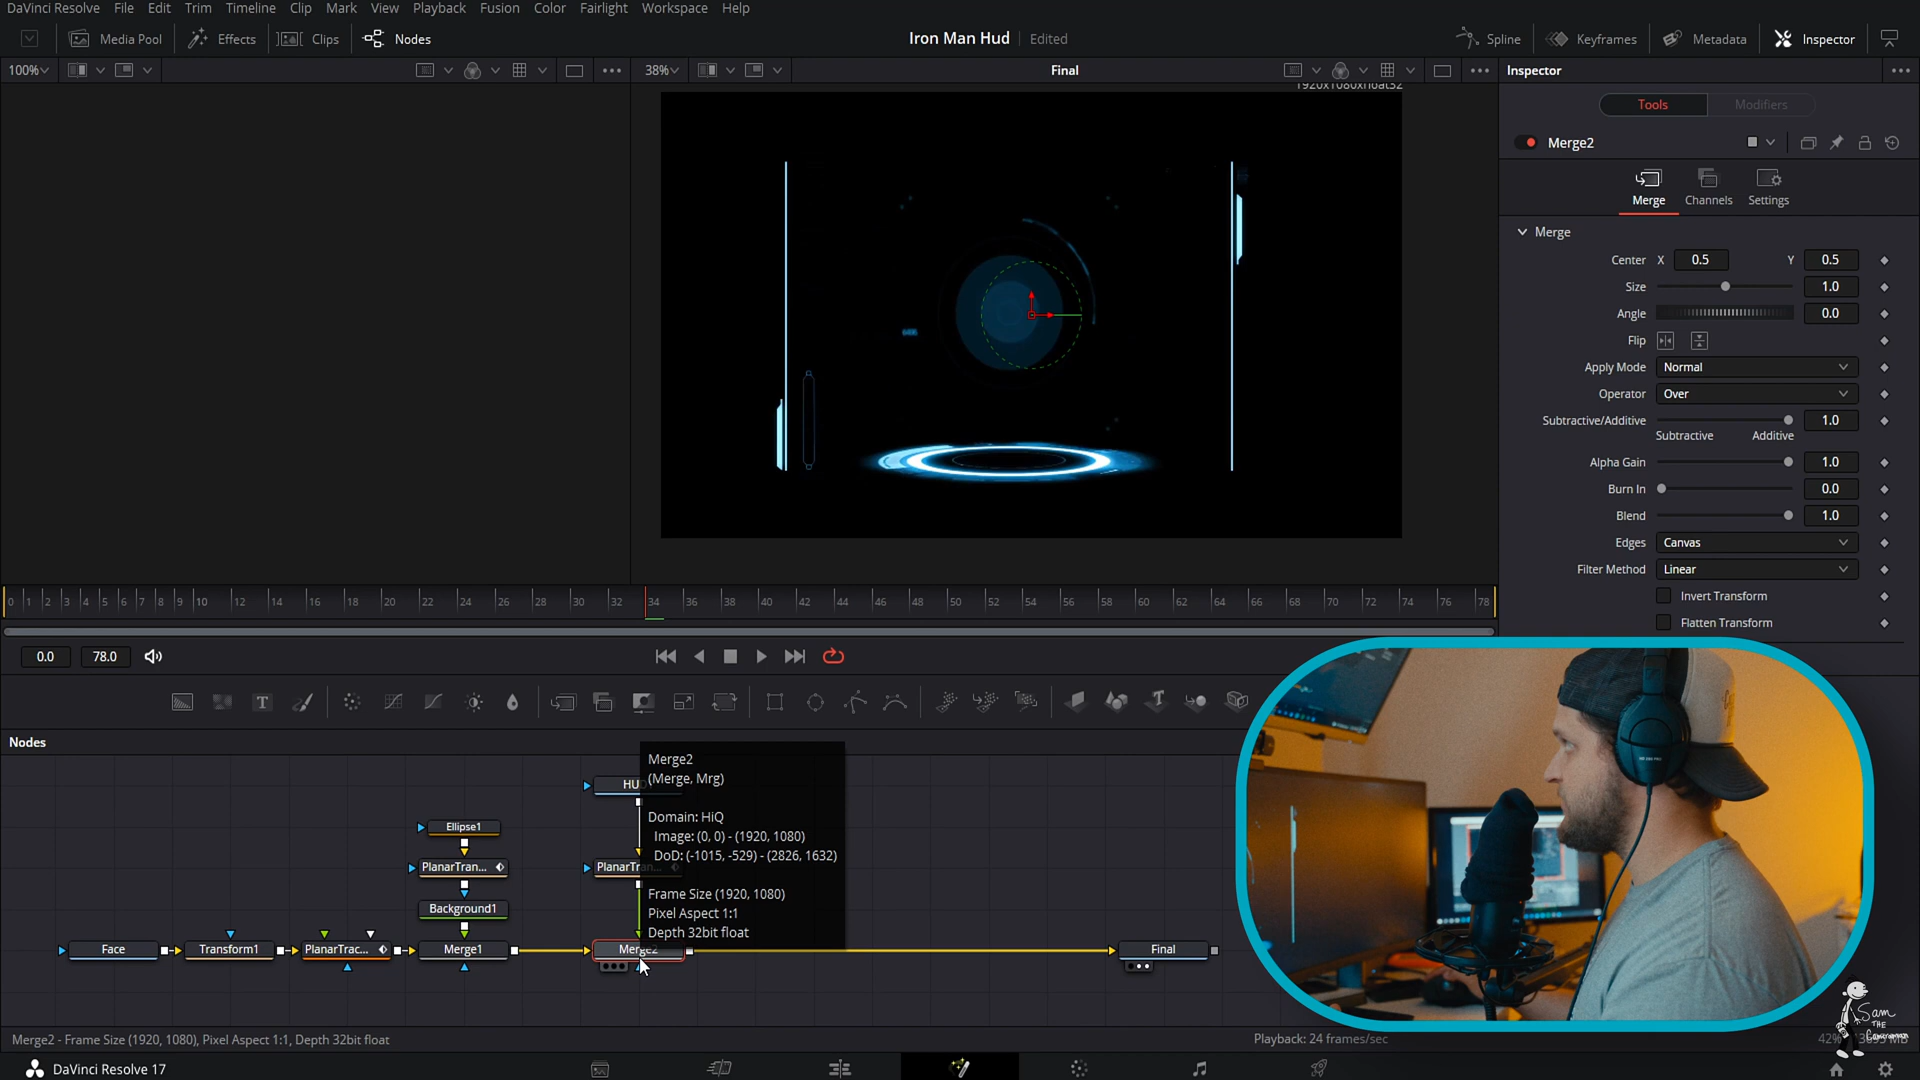 DaVinci Resolve File Edit Trim Timeline Clip Mark View Playback Fusion Color Fairlight Workspace Help
Media Pool Effects Clips Nodes Iron Man Hud Edited Spline Keyframes Metadata Inspector
100% 38% Final Inspector
1920x1080xfloat32
Tools Modifiers
Merge2
Merge Channels Settings
Merge
Center X 0.5 Y 0.5
Size 1.0
Angle 0.0
Flip
Apply Mode Normal
Operator Over
Subtractive/Additive 1.0
Subtractive Additive
Alpha Gain 1.0
Burn In 0.0
Blend 1.0
Edges Canvas
Filter Method Linear
Invert Transform
Flatten Transform
0 1 2 3 4 5 6 7 8 9 10 12 14 16 18 20 22 24 26 28 30 32 34 36 38 40 42 44 46 48 50 52 54 56 58 60 62 64 66 68 70 72 74 76 78
0.0 78.0
Nodes
Merge2
(Merge, Mrg)
Domain: HiQ
Image: (0, 0) - (1920, 1080)
DoD: (-1015, -529) - (2826, 1632)
Frame Size (1920, 1080)
Pixel Aspect 1:1
Depth 32bit float
HU
Ellipse1
PlanarTran... PlanarTran...
Background1
Face Transform1 PlanarTrac... Merge1 Merge2 Final
Merge2 - Frame Size (1920, 1080), Pixel Aspect 1:1, Depth 32bit float Playback: 24 frames/sec 42%
Sam
THE
Cameraman
DaVinci Resolve 17